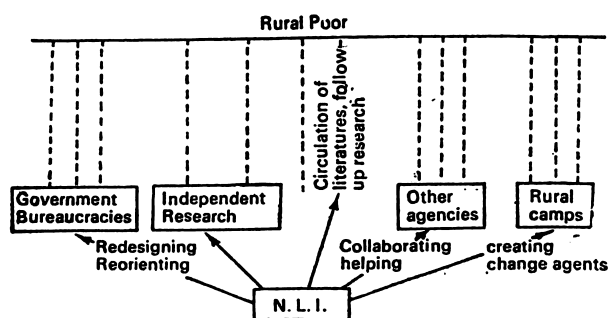 Rural Poor
Circulation of
literatures, follow-
up research
Government
Bureaucracies
Independent
Research
Other
agencies
Rural
camps
Redesigning
Reorienting
Collaborating
helping
creating
change agents
N. L. I.